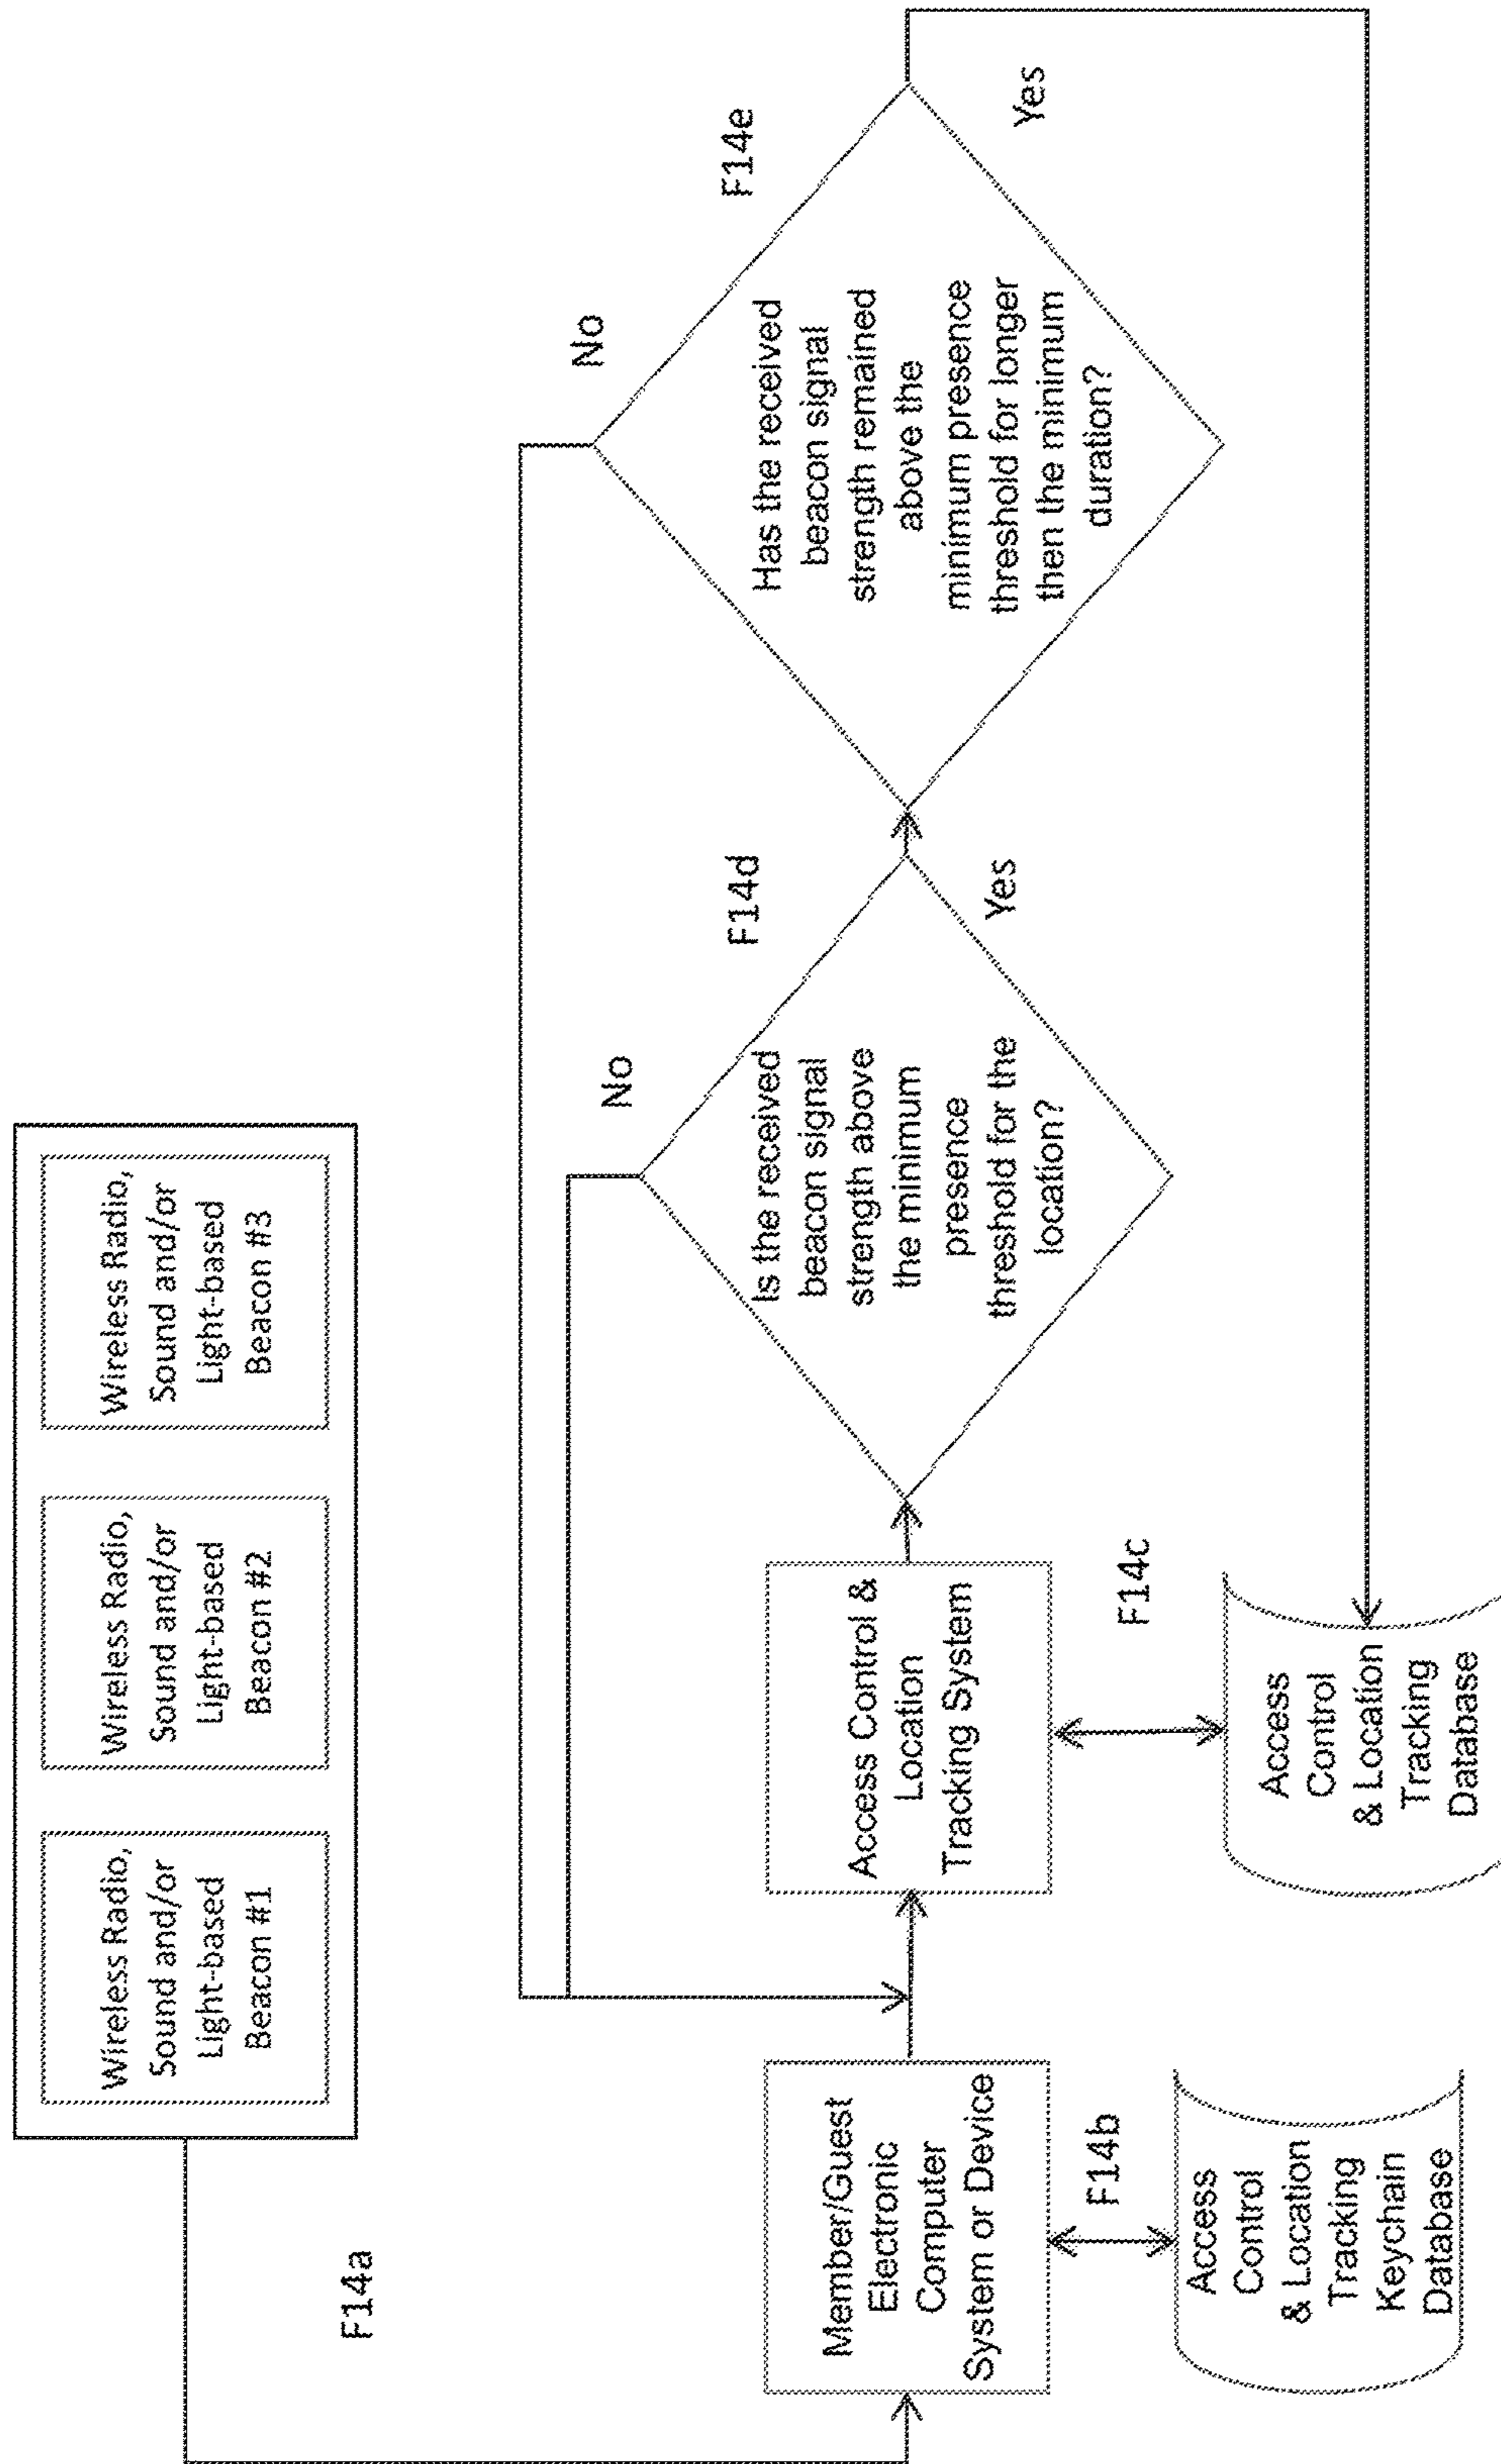 F14a
Wireless Radio,
Sound and/or
Light-based
Beacon #1
Wireless Radio,
Sound and/or
Light-based
Beacon #2
Wireless Radio,
Sound and/or
Light-based
Beacon #3
Member/Guest
Electronic
Computer
System or Device
F14b
Access
Control
& Location
Tracking
Keychain
Database
Access Control &
Location
Tracking System
F14c
Access
Control
& Location
Tracking
Database
No
F14d
Is the received
beacon signal
strength above
the minimum
presence
threshold for the
location?
Yes
No
F14e
Has the received
beacon signal
strength remained
above the
minimum presence
threshold for longer
then the minimum
duration?
Yes